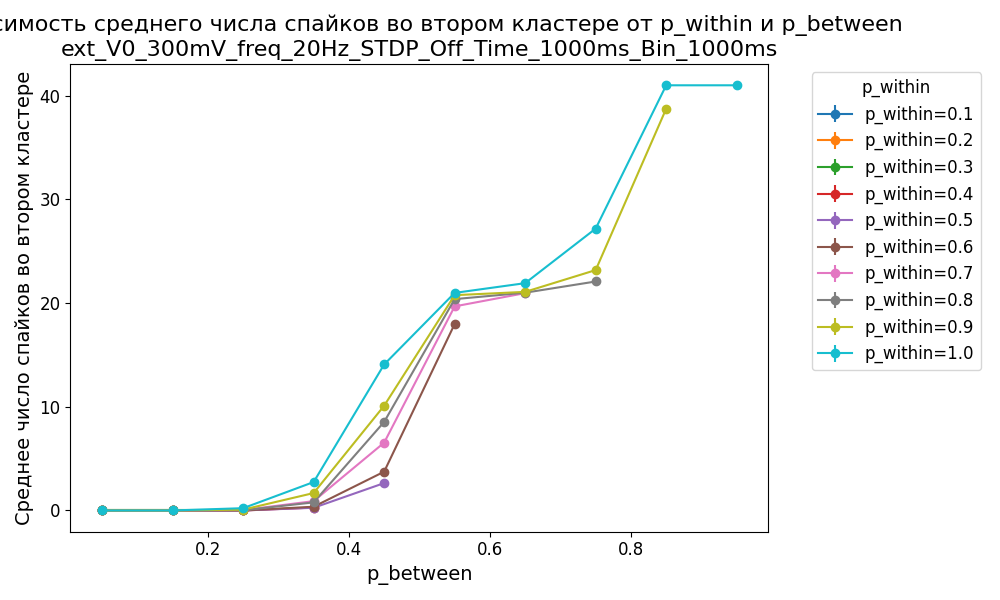 симость среднего числа спайков во втором кластере от p_within и p_between
ext_V0_300mV_freq_20Hz_STDP_Off_Time_1000ms_Bin_1000ms
Среднее число спайков во втором кластере
40
30
20
10
0
0.2
0.4
0.6
0.8
p_between
p_within
p_within=0.1
p_within=0.2
p_within=0.3
p_within=0.4
p_within=0.5
p_within=0.6
p_within=0.7
p_within=0.8
p_within=0.9
p_within=1.0